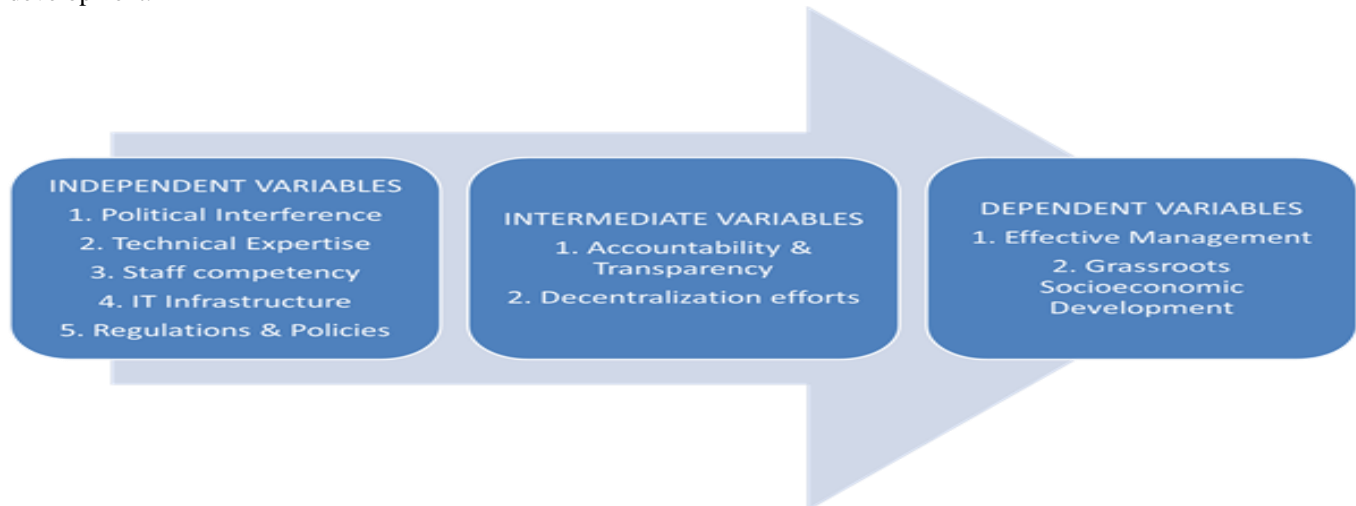 INDEPENDENT VARIABLES
1. Political Interference
2. Technical Expertise
3. Staff competency
4. IT Infrastructure
5. Regulations & Policies
INTERMEDIATE VARIABLES
1. Accountability &
Transparency
2. Decentralization efforts
DEPENDENT VARIABLES
1. Effective Management
2. Grassroots
Socioeconomic
Development